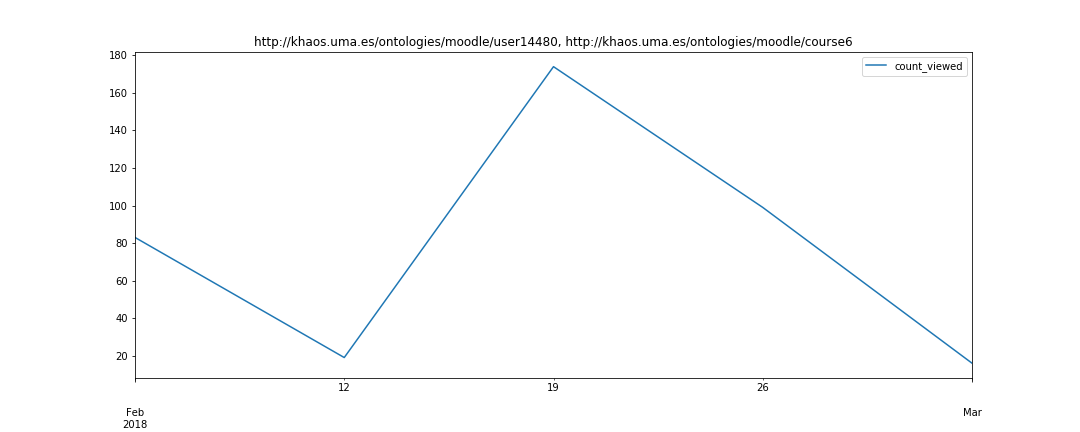 http://khaos.uma.es/ontologies/moodle/user14480, http://khaos.uma.es/ontologies/moodle/course6
count_viewed
180
160
140
120
100
80
60
40
20
12 19 26
Feb Mar
2018